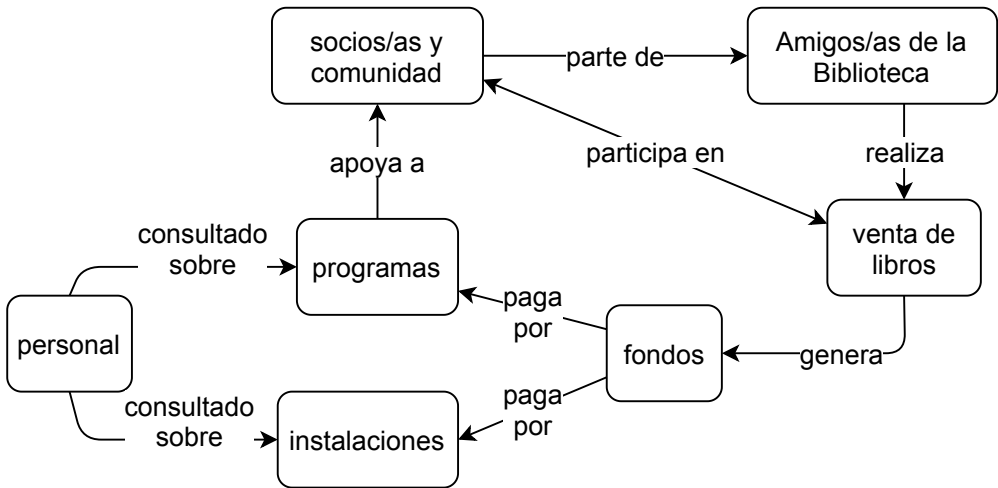 socios/as y
comunidad
parte de
Amigos/as de la
Biblioteca
apoya a
participa en
realiza
consultado
sobre
programas
venta de
libros
personal
paga
por
fondos
genera
consultado
sobre
instalaciones
paga
por